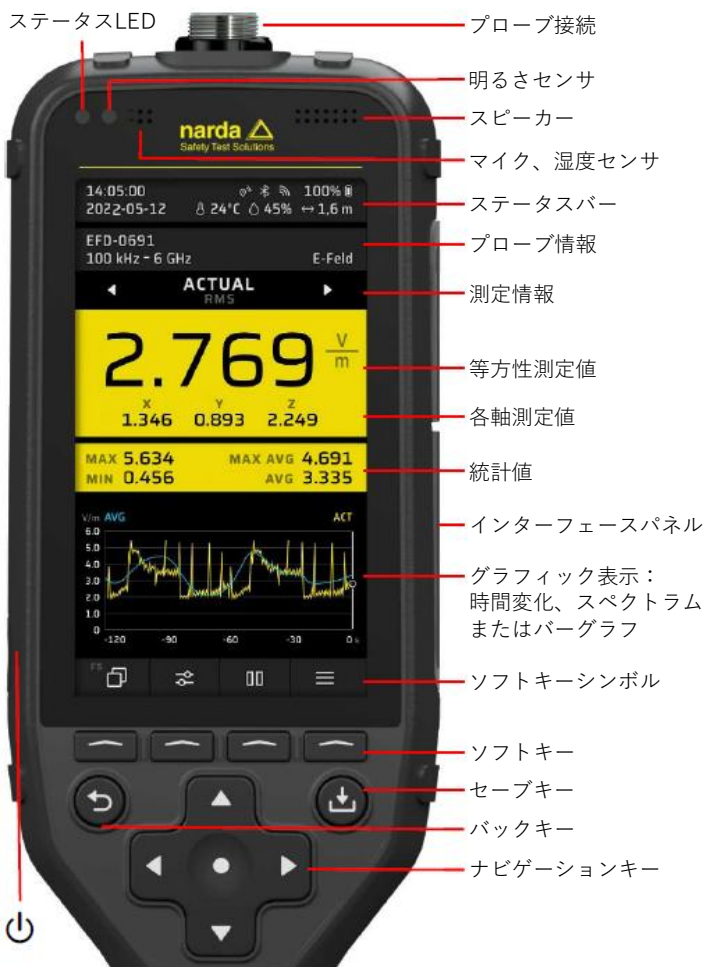 ステータスLED
プローブ接続
明るさセンサ
スピーカー
マイク、湿度センサ
ステータスバー
プローブ情報
測定情報
等方性測定値
各軸測定値
統計値
インターフェースパネル
グラフィック表示：
時間変化、スペクトラム
またはバーグラフ
ソフトキーシンボル
ソフトキー
セーブキー
バックキー
ナビゲーションキー
narda
Safety Test Solutions
14:05:00 100%
2022-05-12 24°C 45% ↔ 1,6 m
EFD-0691
100 kHz - 6 GHz E-Feld
ACTUAL
RMS
2.769 V/m
X Y Z
1.346 0.893 2.249
MAX 5.634 MAX AVG 4.691
MIN 0.456 AVG 3.335
V/m AVG ACT
6.0
5.0
4.0
3.0
2.0
1.0
0
-120 -90 -60 -30 0 s